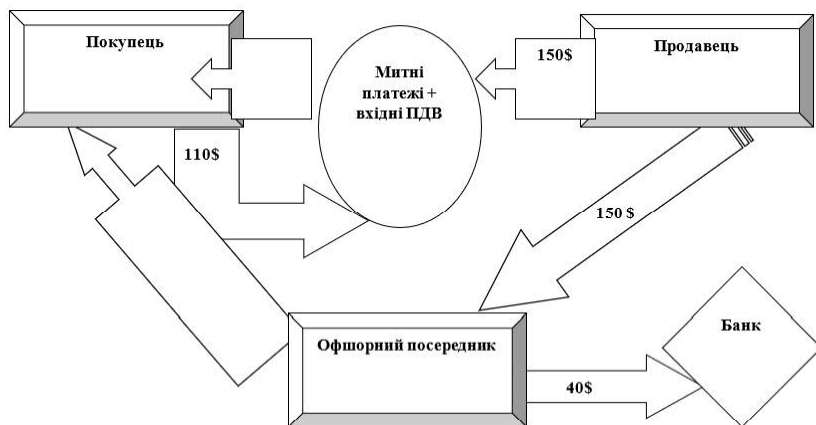 Покупець
150$
Продавець
Митні
платежі +
вхідні ПДВ
110$
150 $
Банк
Офшорний посередник
40$